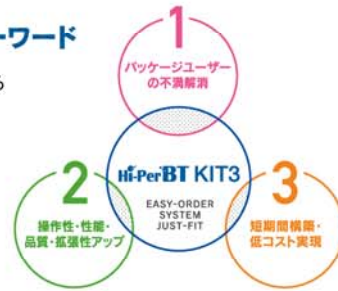 ーワード
る
1
パッケージユーザー
の不満解消
Hi-PerBT KIT3
EASY-ORDER
SYSTEM
JUST-FIT
2
操作性・性能・
品質・拡張性アップ
3
短期間構築・
低コスト実現